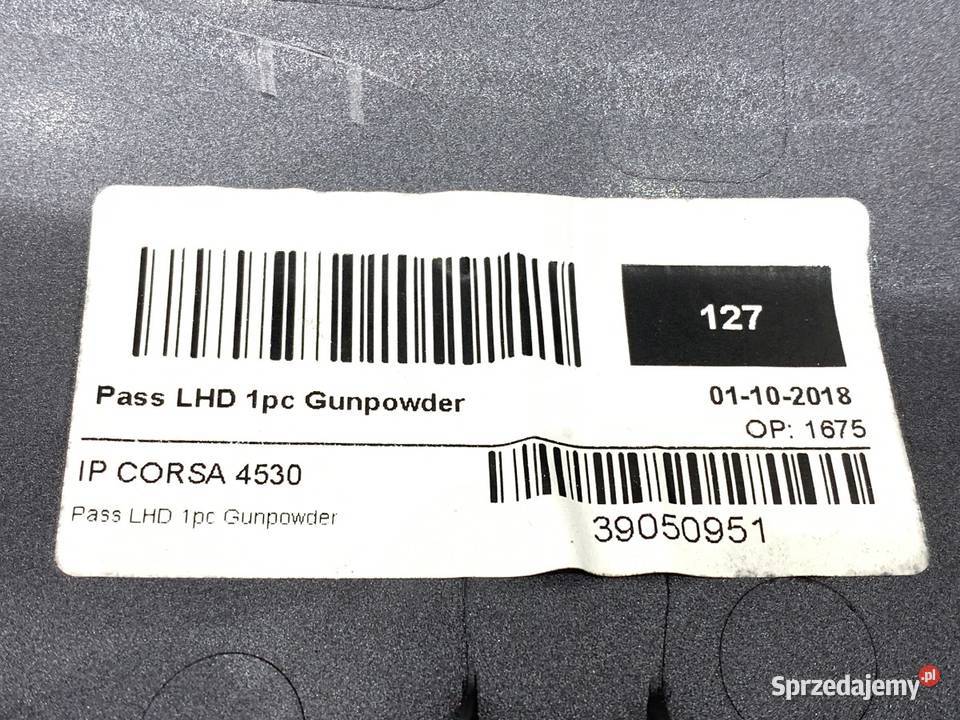 127
Pass LHD 1pc Gunpowder
01-10-2018
OP: 1675
IP CORSA 4530
Pass LHD 1pc Gunpowder
39050951
Sprzedajemy.pl